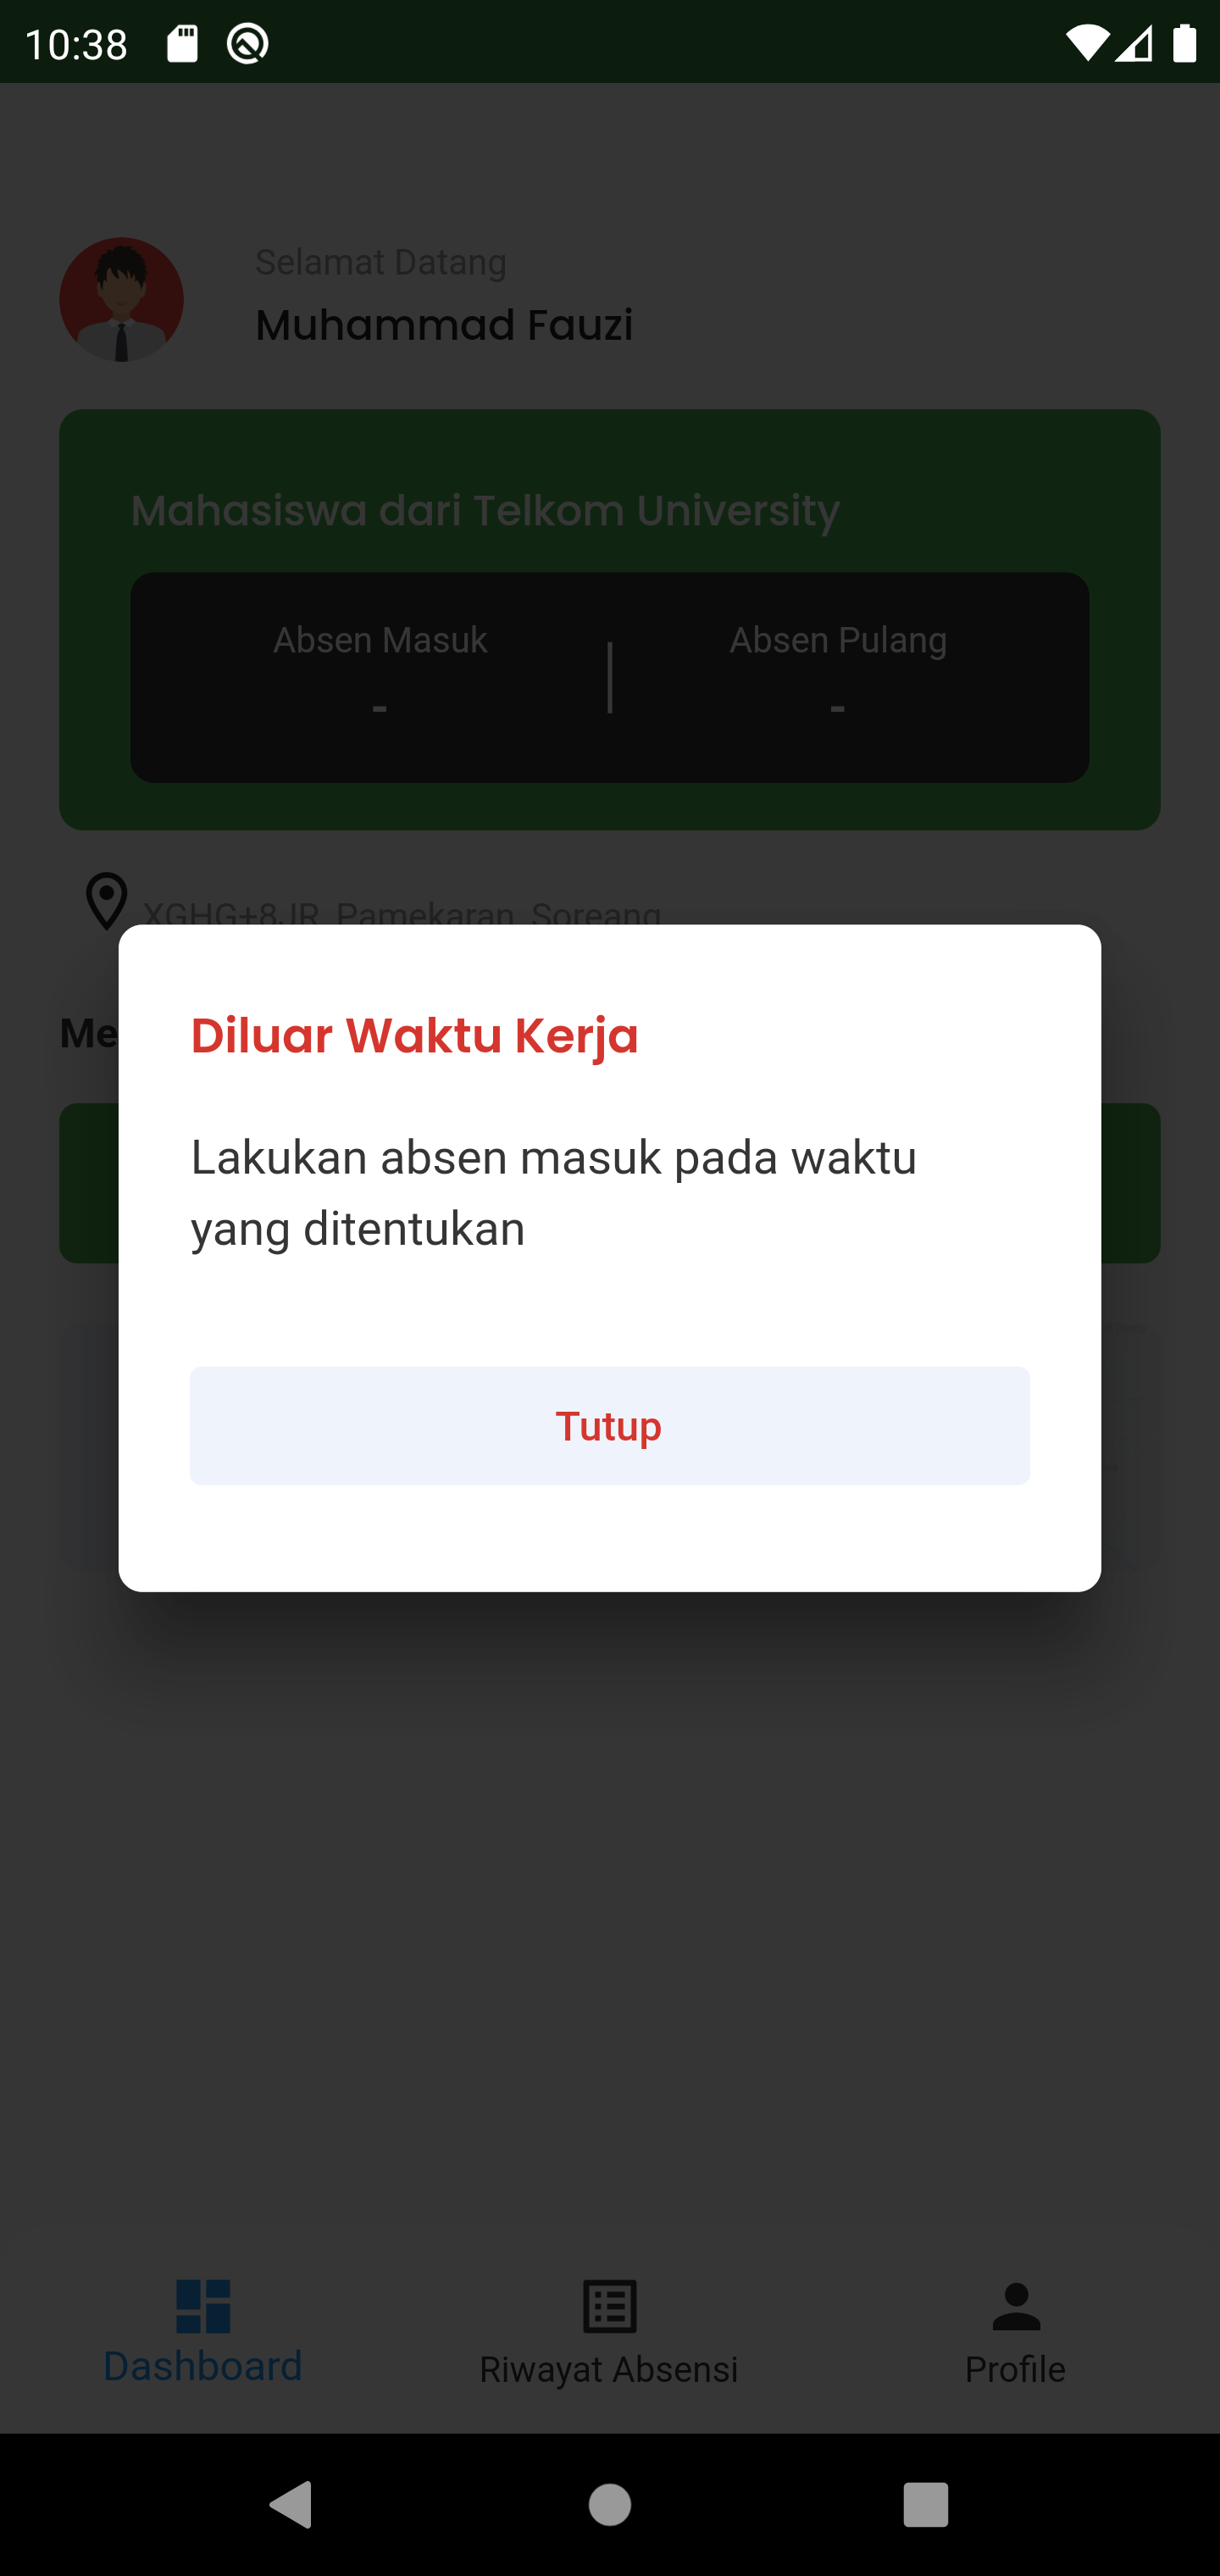 10:38
Selamat Datang
Muhammad Fauzi
Mahasiswa dari Telkom University
Absen Masuk
Absen Pulang
-
-
XGHG+8JR, Pamekaran, Soreang
Diluar Waktu Kerja
Lakukan absen masuk pada waktu
yang ditentukan
Tutup
Dashboard
Riwayat Absensi
Profile